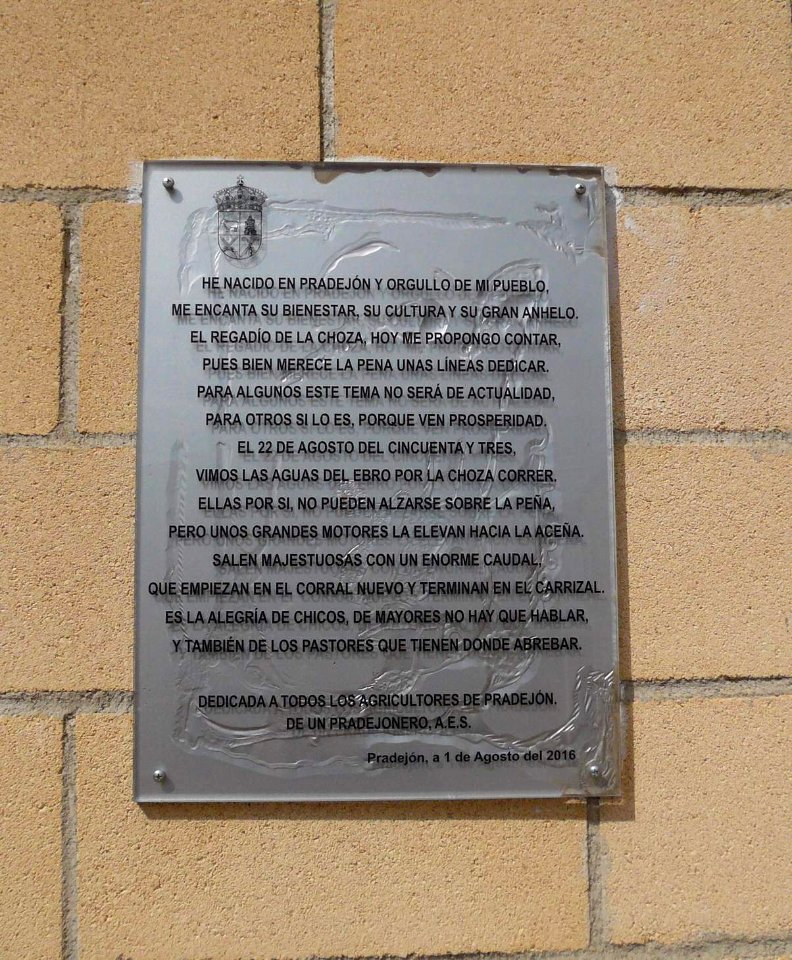 HE NACIDO EN PRADEJÓN Y ORGULLO DE MI PUEBLO,
ME ENCANTA SU BIENESTAR, SU CULTURA Y SU GRAN ANHELO.
EL REGADÍO DE LA CHOZA, HOY ME PROPONGO CONTAR,
PUES BIEN MERECE LA PENA UNAS LÍNEAS DEDICAR.
PARA ALGUNOS ESTE TEMA NO SERÁ DE ACTUALIDAD,
PARA OTROS SI LO ES, PORQUE VEN PROSPERIDAD.
EL 22 DE AGOSTO DEL CINCUENTA Y TRES,
VIMOS LAS AGUAS DEL EBRO POR LA CHOZA CORRER.
ELLAS POR SI, NO PUEDEN ALZARSE SOBRE LA PEÑA,
PERO UNOS GRANDES MOTORES LA ELEVAN HACIA LA ACEÑA.
SALEN MAJESTUOSAS CON UN ENORME CAUDAL,
QUE EMPIEZAN EN EL CORRAL NUEVO Y TERMINAN EN EL CARRIZAL.
ES LA ALEGRÍA DE CHICOS, DE MAYORES NO HAY QUE HABLAR,
Y TAMBIÉN DE LOS PASTORES QUE TIENEN DONDE ABREBAR.
DEDICADA A TODOS LOS AGRICULTORES DE PRADEJÓN.
DE UN PRADEJONERO, A.E.S.
Pradejón, a 1 de Agosto del 2016